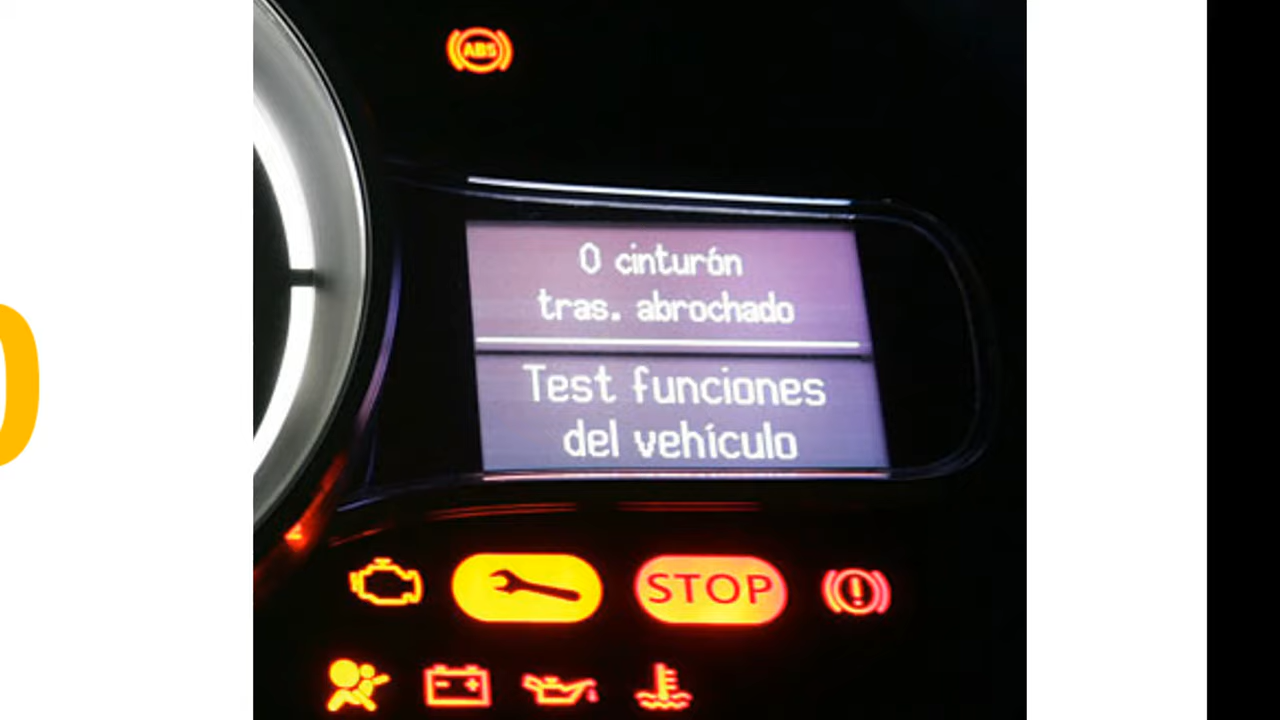 ABS
0 cinturón
tras. abrochado
Test funciones
del vehículo
STOP